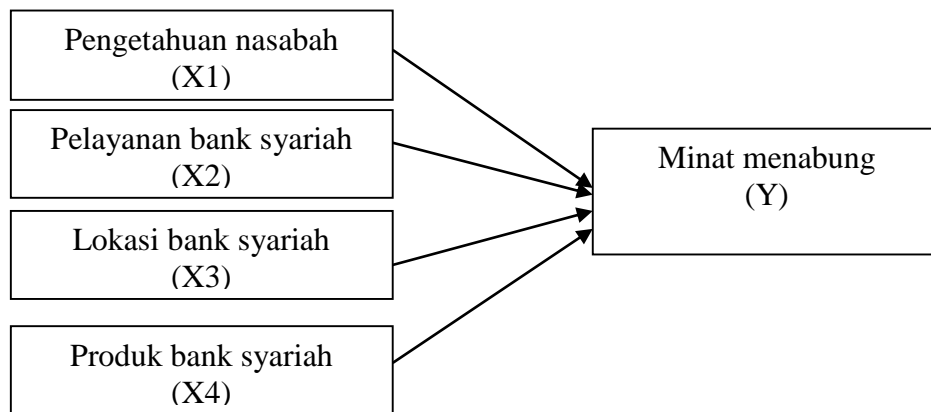 Pengetahuan nasabah
(X1)
Pelayanan bank syariah
(X2)
Lokasi bank syariah
(X3)
Produk bank syariah
(X4)
Minat menabung
(Y)